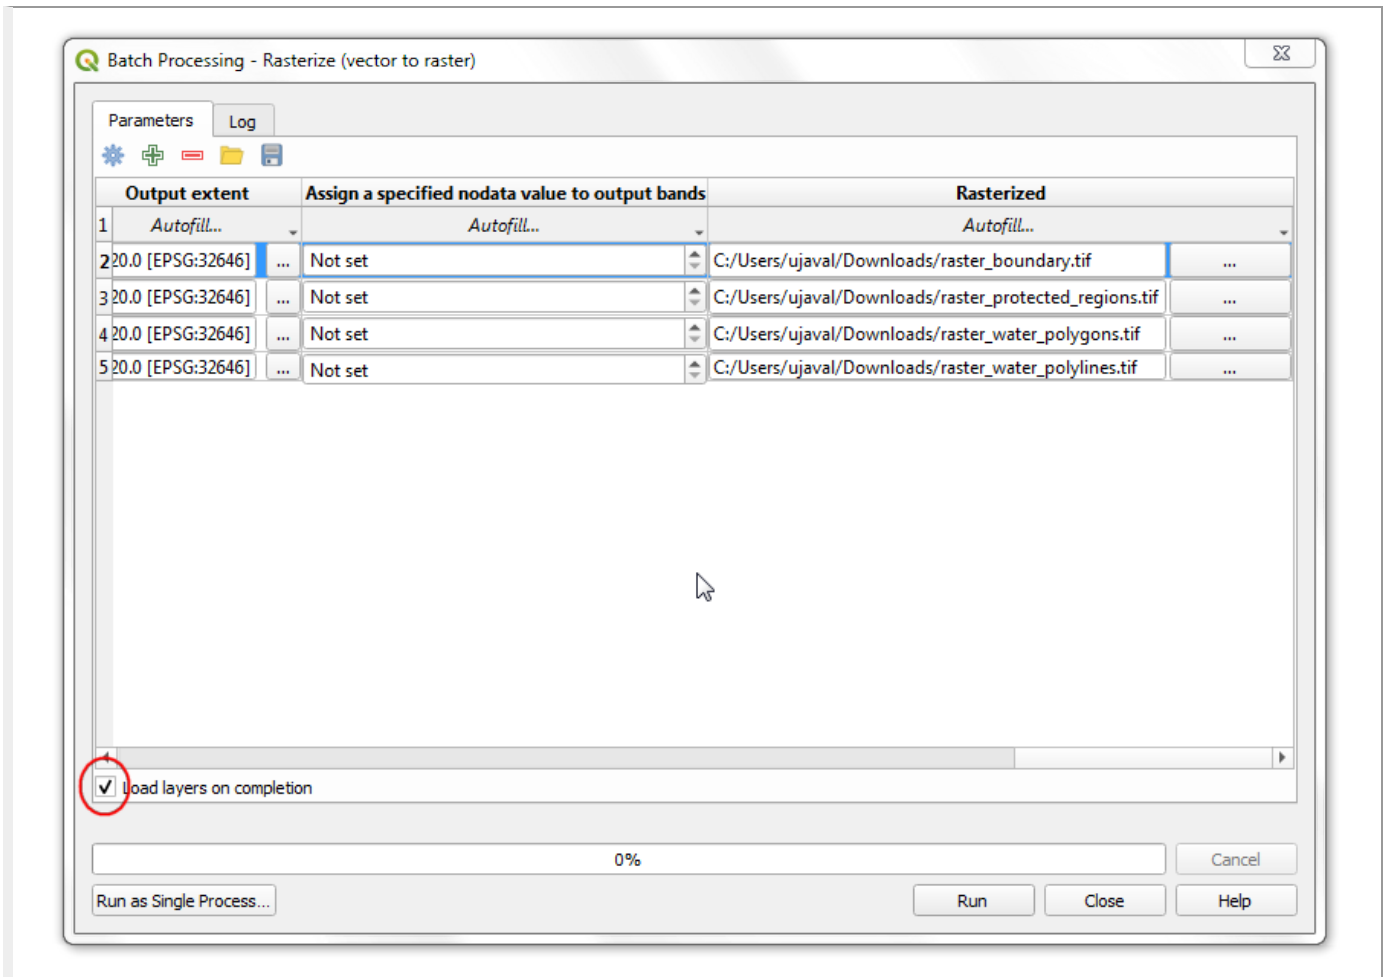 Batch Processing - Rasterize (vector to raster)
Parameters Log
Output extent Assign a specified nodata value to output bands Rasterized
1 Autofill... Autofill... Autofill...
2 20.0 [EPSG:32646] ... Not set C:/Users/ujaval/Downloads/raster_boundary.tif ...
3 20.0 [EPSG:32646] ... Not set C:/Users/ujaval/Downloads/raster_protected_regions.tif ...
4 20.0 [EPSG:32646] ... Not set C:/Users/ujaval/Downloads/raster_water_polygons.tif ...
5 20.0 [EPSG:32646] ... Not set C:/Users/ujaval/Downloads/raster_water_polylines.tif ...
Load layers on completion
0% Cancel
Run as Single Process... Run Close Help